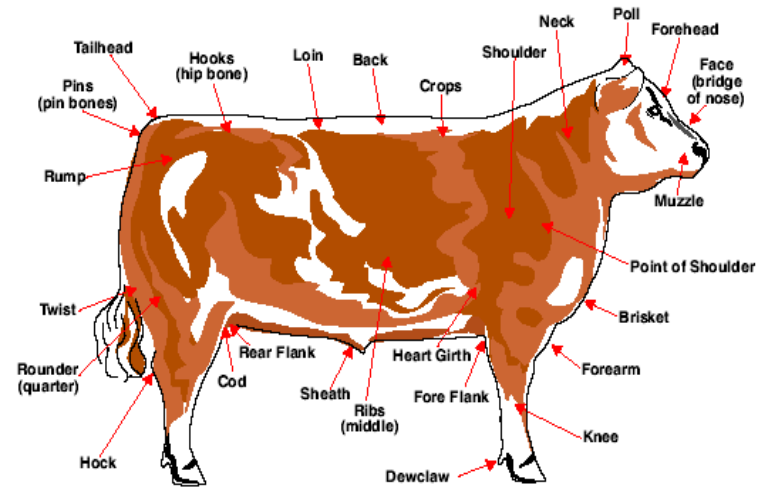 Poll
Neck
Forehead
Tailhead
Hooks
(hip bone)
Loin
Back
Shoulder
Face
(bridge
of nose)
Pins
(pin bones)
Crops
Rump
Muzzle
Point of Shoulder
Twist
Brisket
Rear Flank
Heart Girth
Rounder
(quarter)
Cod
Sheath
Ribs
(middle)
Fore Flank
Forearm
Knee
Hock
Dewclaw